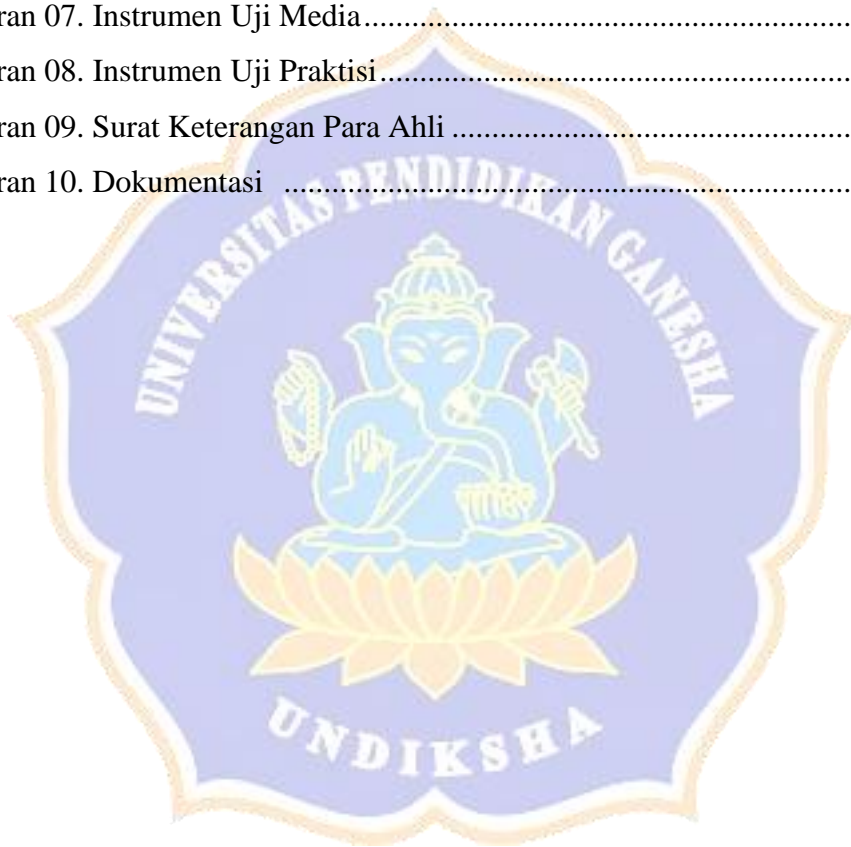 ran 07. Instrumen Uji Media..........................................................................
ran 08. Instrumen Uji Praktisi........................................................................
ran 09. Surat Keterangan Para Ahli ..............................................................
ran 10. Dokumentasi ...................................................................................
UNIVERSITAS PENDIDIKAN GANESHA
UNDIKSHA